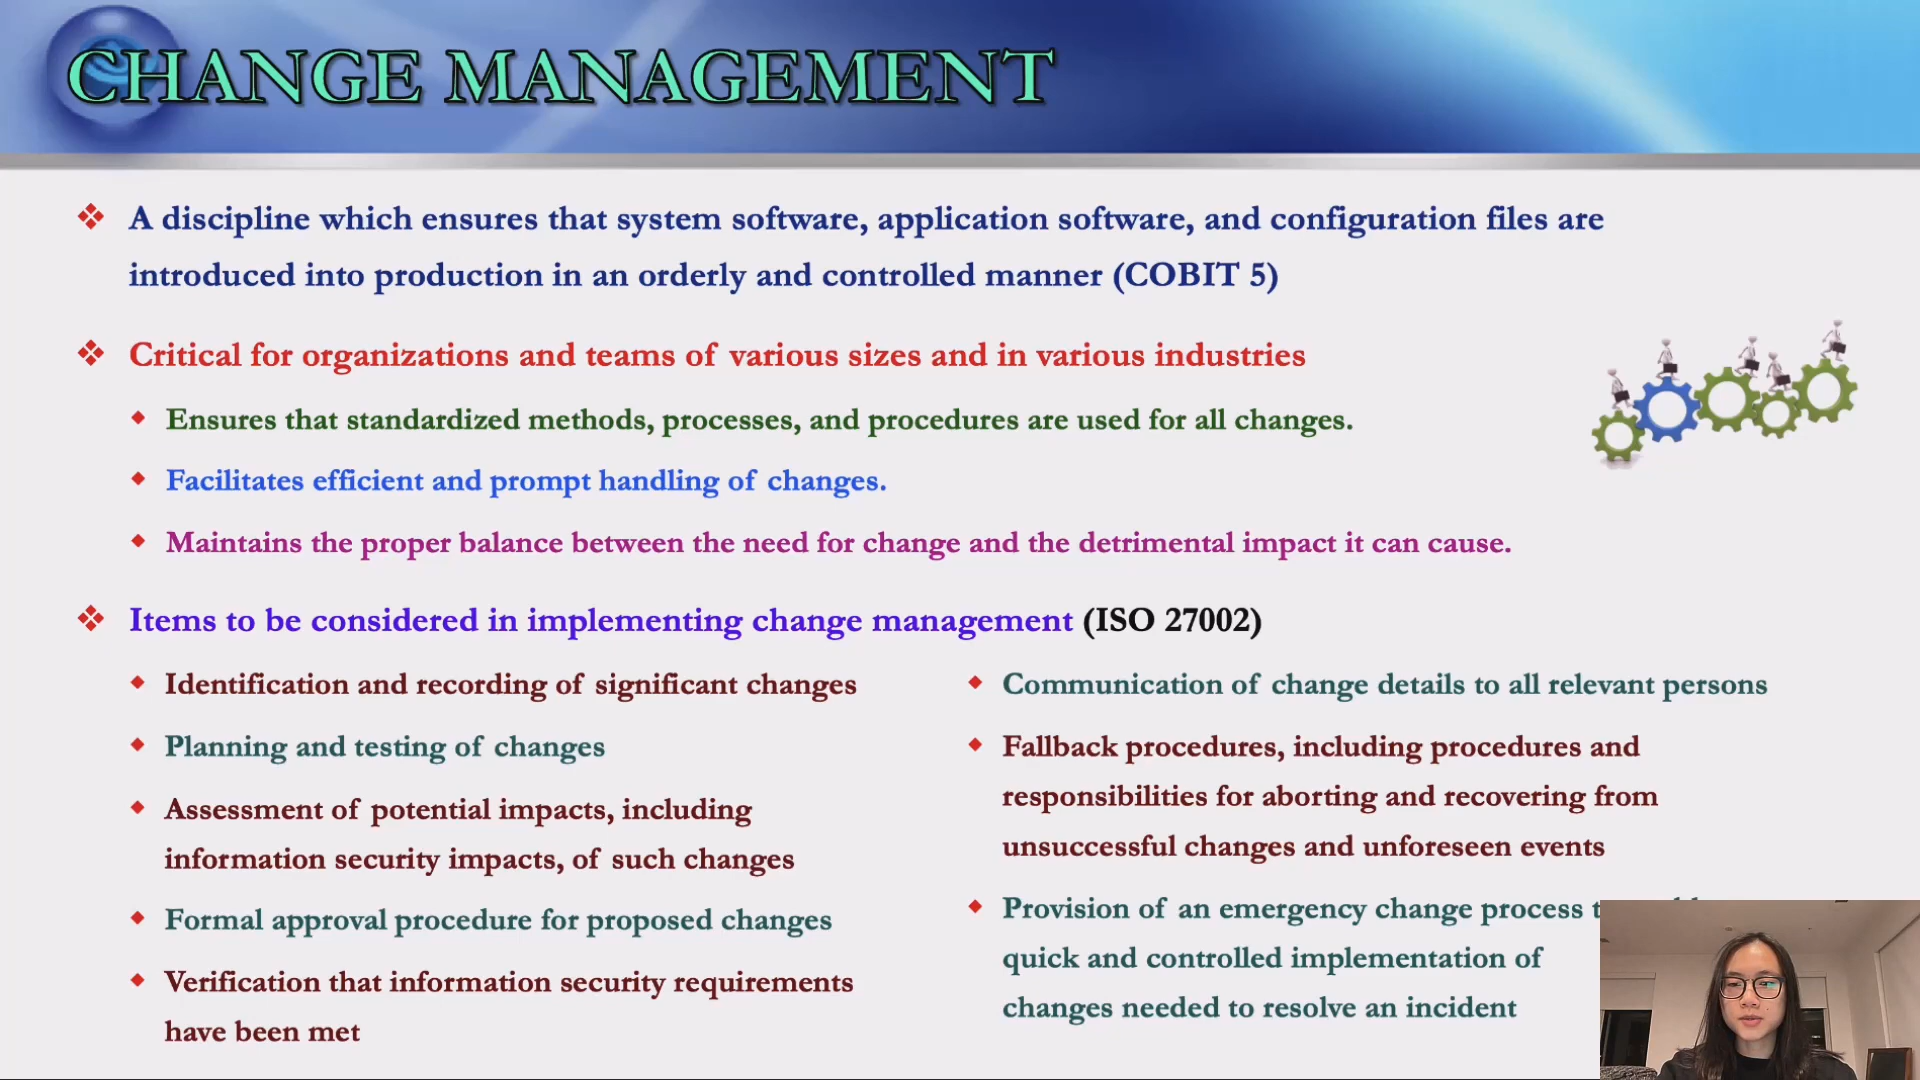 CHANGE MANAGEMENT
A discipline which ensures that system software, application software, and configuration files are
introduced into production in an orderly and controlled manner (COBIT 5)
Critical for organizations and teams of various sizes and in various industries
Ensures that standardized methods, processes, and procedures are used for all changes.
Facilitates efficient and prompt handling of changes.
Maintains the proper balance between the need for change and the detrimental impact it can cause.
Items to be considered in implementing change management (ISO 27002)
Identification and recording of significant changes
Planning and testing of changes
Assessment of potential impacts, including
information security impacts, of such changes
Formal approval procedure for proposed changes
Verification that information security requirements
have been met
Communication of change details to all relevant persons
Fallback procedures, including procedures and
responsibilities for aborting and recovering from
unsuccessful changes and unforeseen events
Provision of an emergency change process
quick and controlled implementation of
changes needed to resolve an incident